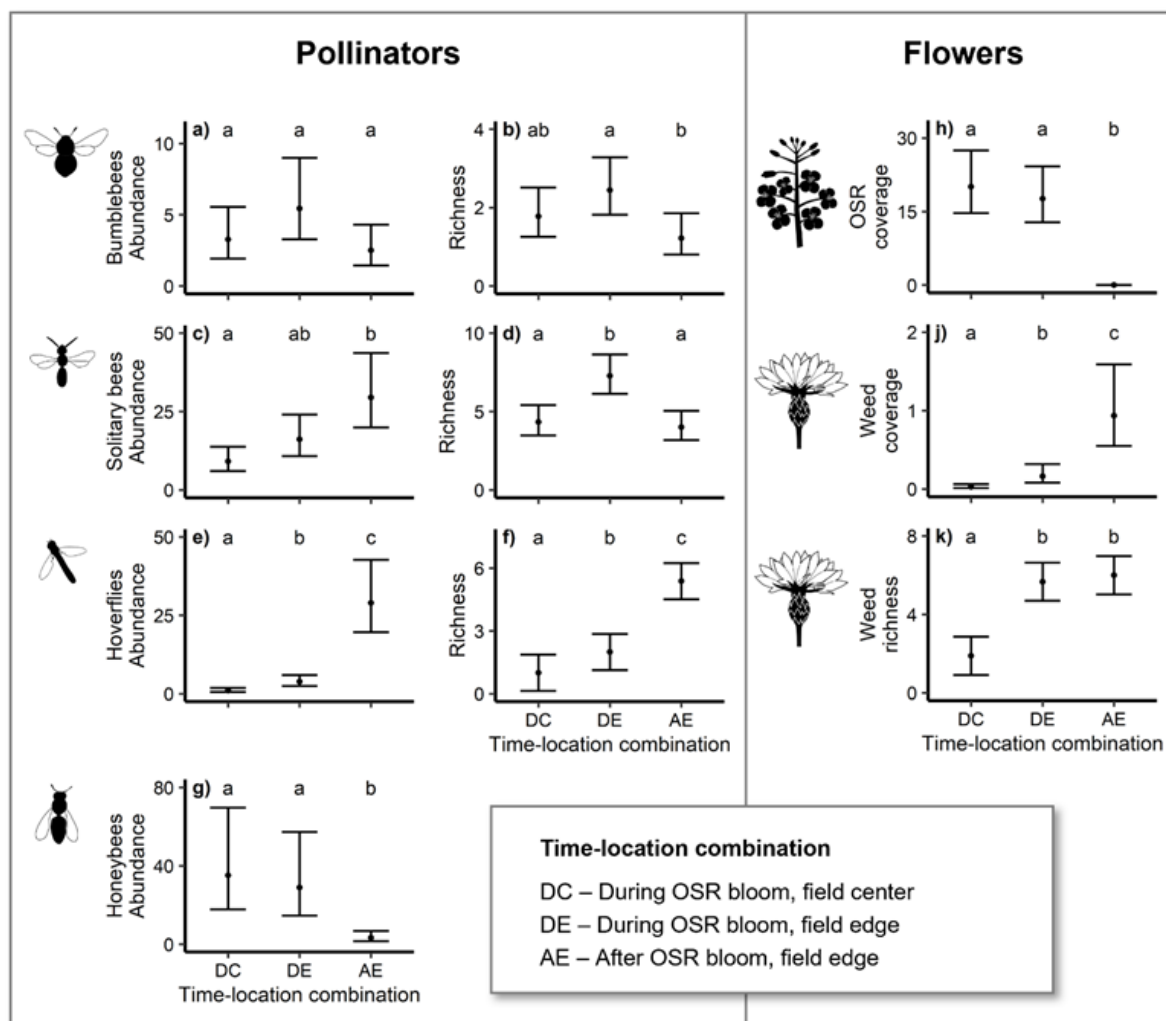 Pollinators
Flowers
Bumblebees
Abundance
a) a a a
10
5
0
Richness
b) ab a b
4
2
0
OSR
coverage
h) a a b
30
15
0
Solitary bees
Abundance
c) a ab b
50
25
0
Richness
d) a b a
10
5
0
Weed
coverage
j) a b c
2
1
0
Hoverflies
Abundance
e) a b c
50
25
0
Richness
f) a b c
6
3
0
DC DE AE
Time-location combination
Weed
richness
k) a b b
8
4
0
DC DE AE
Time-location combination
Honeybees
Abundance
g) a a b
80
40
0
DC DE AE
Time-location combination
Time-location combination
DC – During OSR bloom, field center
DE – During OSR bloom, field edge
AE – After OSR bloom, field edge